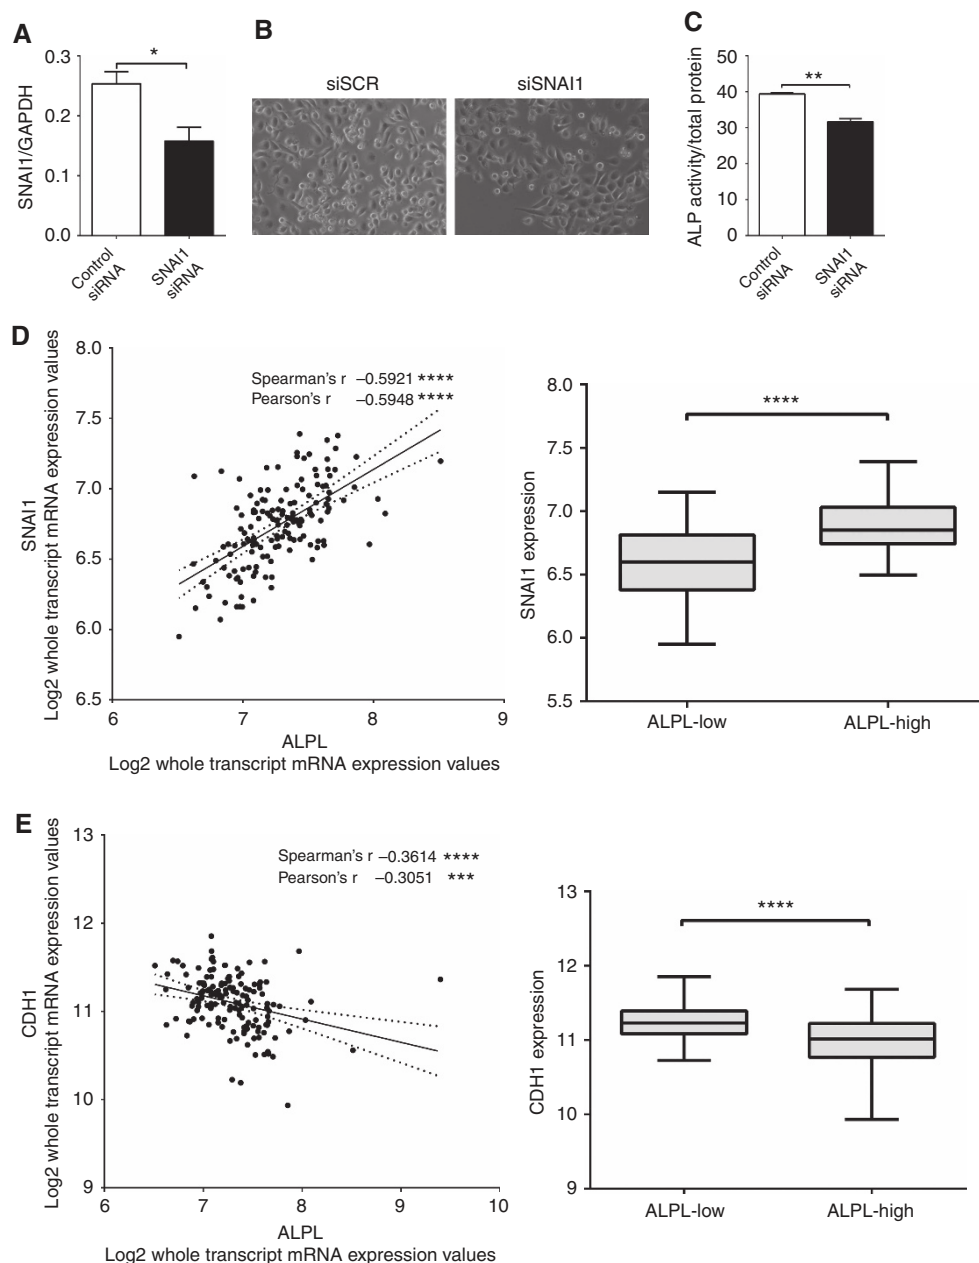 A
0.3
0.2
0.1
0.0
SNAI1/GAPDH
*
Control
siRNA
SNAI1
siRNA
B
siSCR
siSNAI1
C
50
40
30
20
10
0
ALP activity/total protein
**
Control
siRNA
SNAI1
siRNA
D
SNAI1
Log2 whole transcript mRNA expression values
8.0
7.5
7.0
6.5
6.0
6.5
Spearman's r –0.5921 ****
Pearson's r –0.5948 ****
6 7 8 9
ALPL
Log2 whole transcript mRNA expression values
SNAI1 expression
8.0
7.5
7.0
6.5
6.0
5.5
****
ALPL-low ALPL-high
E
CDH1
Log2 whole transcript mRNA expression values
13
12
11
10
9
Spearman's r –0.3614 ****
Pearson's r –0.3051 ***
6 7 8 9 10
ALPL
Log2 whole transcript mRNA expression values
CDH1 expression
13
12
11
10
9
****
ALPL-low ALPL-high